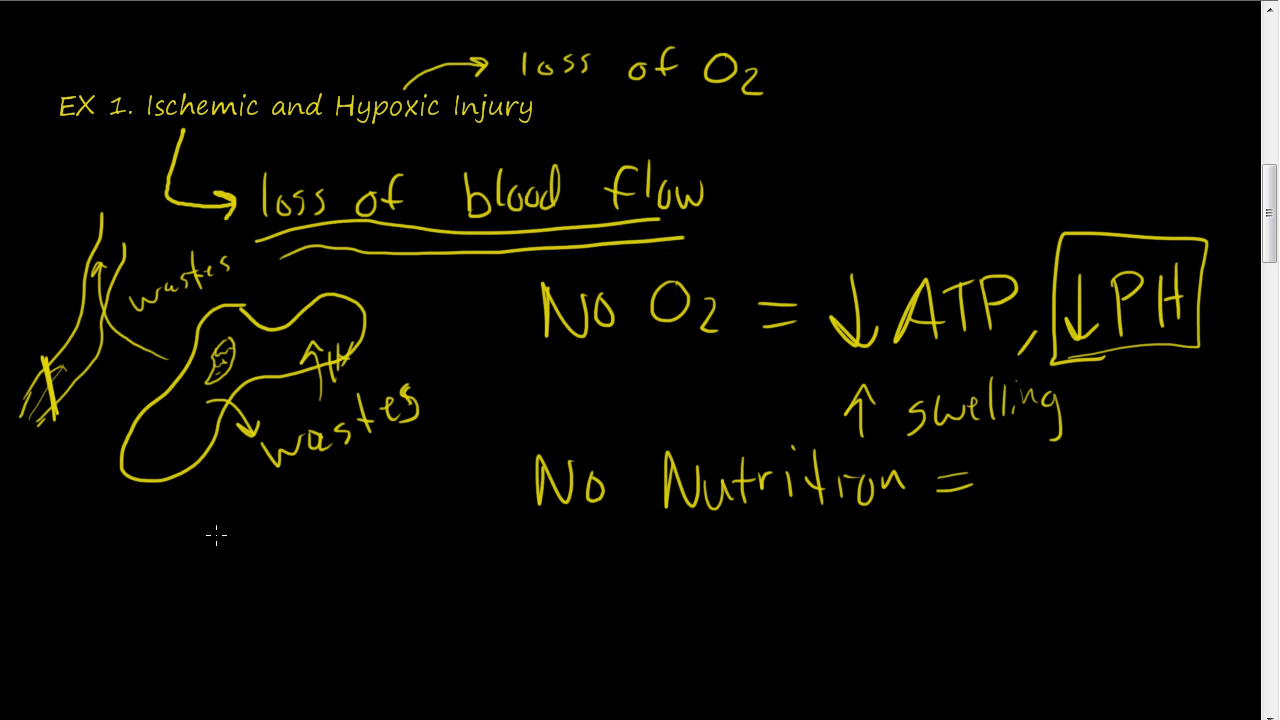 loss of O2
EX 1. Ischemic and Hypoxic Injury
loss of blood flow
wastes
No O2 = ↓ ATP, ↓ PH
↑ H+
wastes
↑ swelling
No Nutrition =